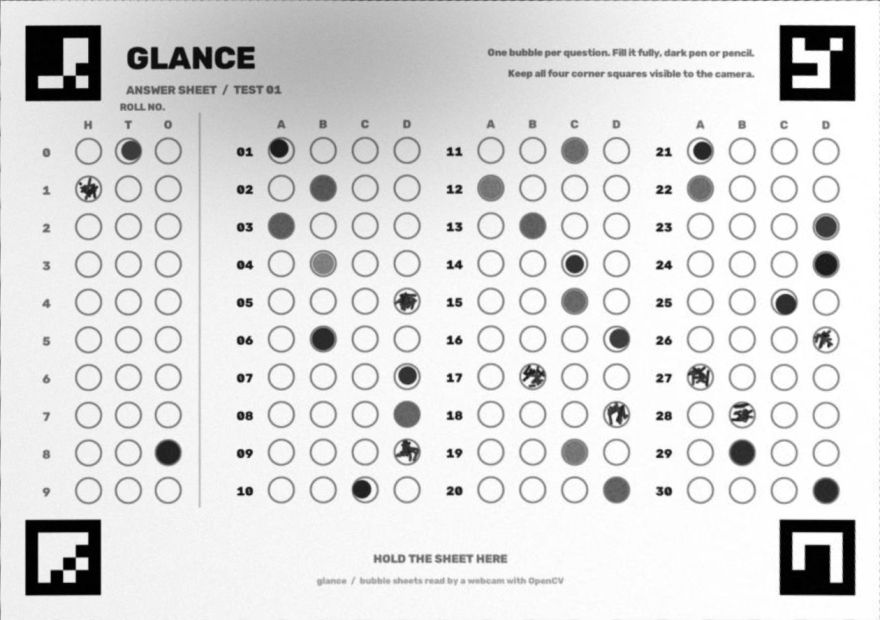 GLANCE
One bubble per question. Fill it fully, dark pen or pencil.
Keep all four corner squares visible to the camera.
ANSWER SHEET / TEST 01
ROLL NO.
H T O A B C D A B C D A B C D
0 01 11 21
1 02 12 22
2 03 13 23
3 04 14 24
4 05 15 25
5 06 16 26
6 07 17 27
7 08 18 28
8 09 19 29
9 10 20 30
HOLD THE SHEET HERE
glance / bubble sheets read by a webcam with OpenCV